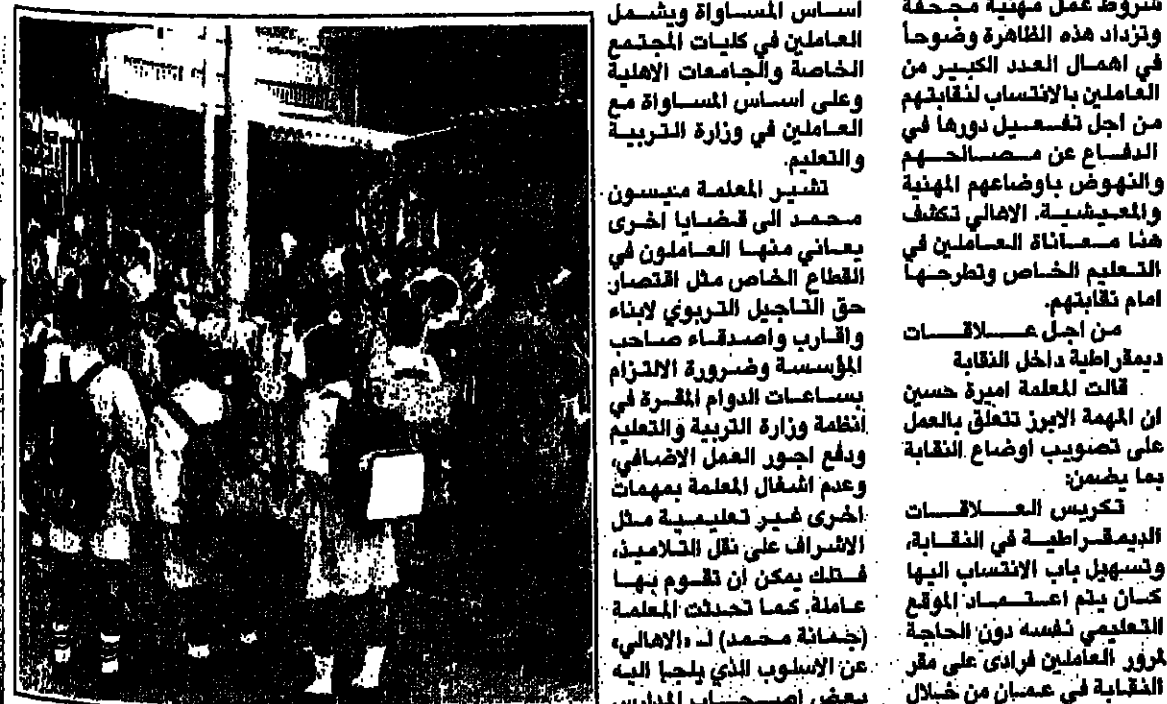 شروط عمل مهنية مجحفة
وتزداد هذه الظاهرة وضوحاً
في اهمال العدد الكبير من
العاملين بالانتساب لنقابتهم
من اجل تفعيل دورها في
الدفاع عن مصالحهم
والنهوض باوضاعهم المهنية
والمعيشية. الاهالي تكشف
هنا معاناة العاملين في
التعليم الخاص وتطرحها
امام نقابتهم.
من اجل علاقات
ديمقراطية داخل النقابة
قالت المعلمة اميرة حسين
ان المهمة الابرز تتعلق بالعمل
على تصويب أوضاع النقابة
بما يضمن:
تكريس العلاقات
الديمقراطية في النقابة،
وتسهيل باب الانتساب اليها
كان يتم اعتماد الموقع
التعليمي نفسه دون الحاجة
لمرور العاملين فرادى على مقر
النقابة في عمان من خلال
اساس المساواة ويشمل
العاملين في كليات المجتمع
الخاصة والجامعات الاهلية
وعلى اساس المساواة مع
العاملين في وزارة التربية
والتعليم.
تشير المعلمة ميسون
محمد الى قضايا اخرى
يعاني منها العاملون في
القطاع الخاص مثل اقتصار
حق التاجيل التربوي لابناء
واقارب واصدقاء صاحب
المؤسسة وضرورة الالتزام
بساعات الدوام المقرة في
انظمة وزارة التربية والتعليم
ودفع اجور العمل الاضافي،
وعدم اشغال المعلمة بمهمات
اخرى غير تعليمية مثل
الاشراف على نقل التلاميذ،
فتلك يمكن ان تقوم بها
عاملة. كما تحدثت المعلمة
(جمانة محمد) لـ «الاهالي»
عن الاسلوب الذي يلجا اليه
بعض اصحاب المدارس